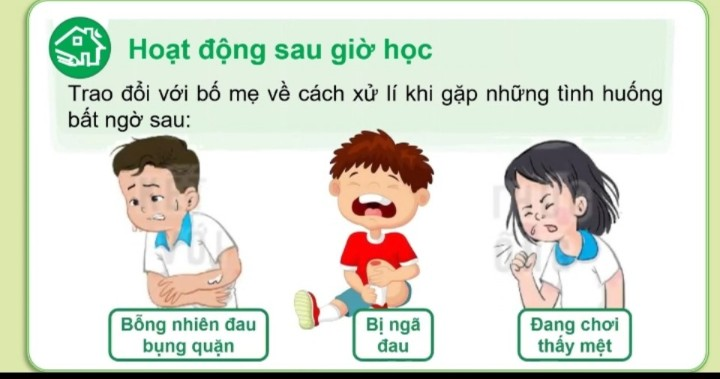 Hoạt động sau giờ học
Trao đổi với bố mẹ về cách xử lí khi gặp những tình huống
bất ngờ sau:
Bỗng nhiên đau
bụng quặn
Bị ngã
đau
Đang chơi
thấy mệt